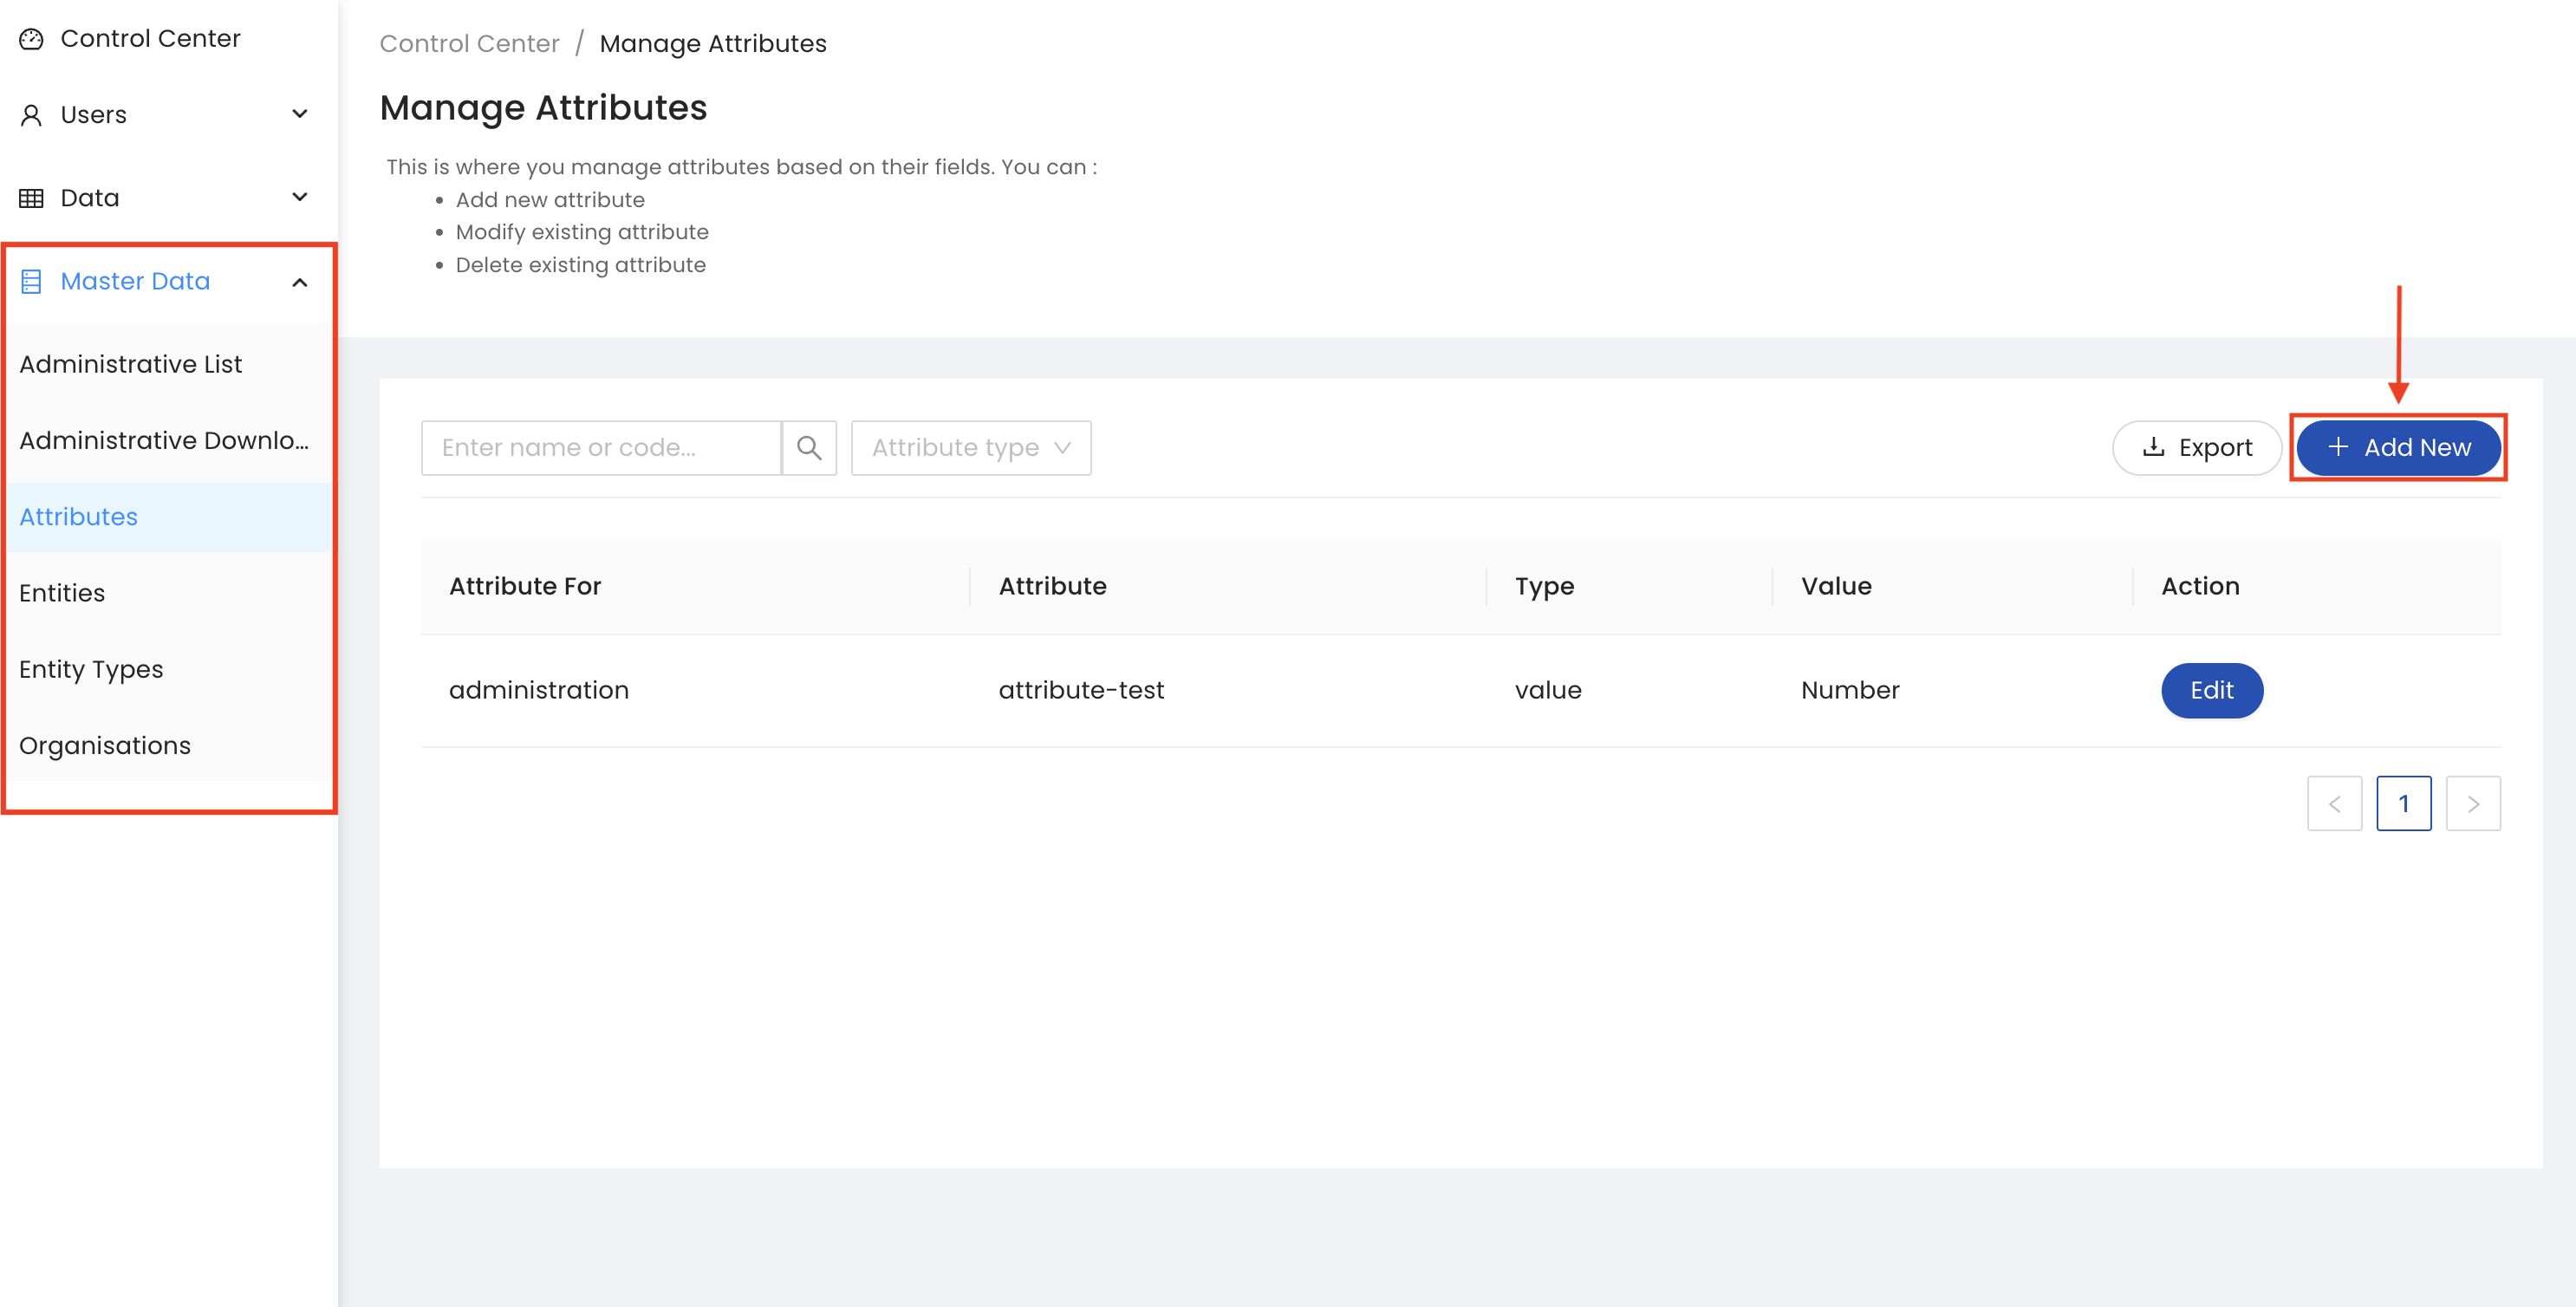 Control Center
Users
Data
Master Data
Administrative List
Administrative Downlo...
Attributes
Entities
Entity Types
Organisations
Control Center / Manage Attributes
Manage Attributes
This is where you manage attributes based on their fields. You can :
• Add new attribute
• Modify existing attribute
• Delete existing attribute
Enter name or code... Attribute type Export + Add New
Attribute For Attribute Type Value Action
administration attribute-test value Number Edit
< 1 >